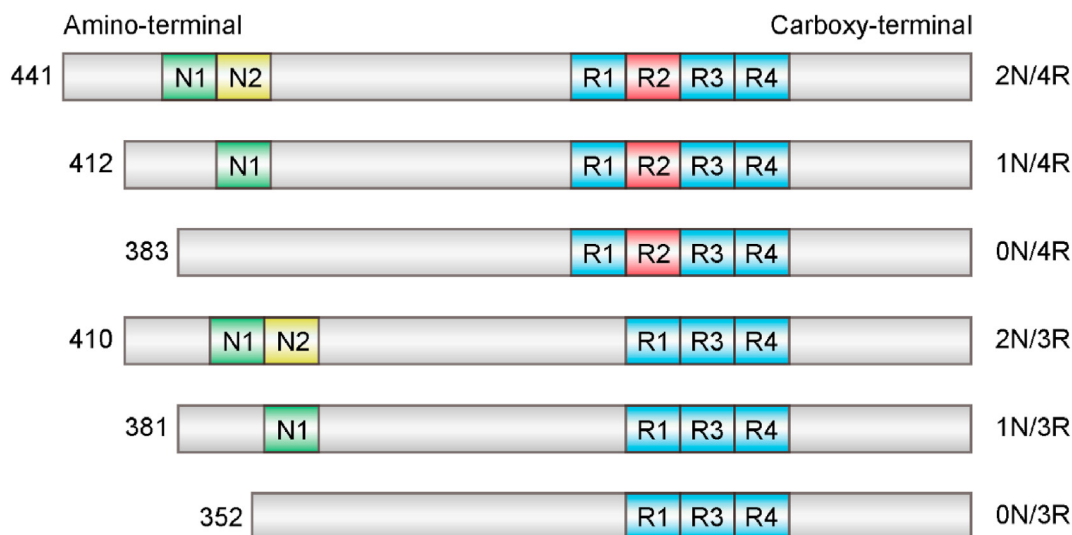 Amino-terminal Carboxy-terminal
441 N1 N2 R1 R2 R3 R4 2N/4R
412 N1 R1 R2 R3 R4 1N/4R
383 R1 R2 R3 R4 0N/4R
410 N1 N2 R1 R3 R4 2N/3R
381 N1 R1 R3 R4 1N/3R
352 R1 R3 R4 0N/3R